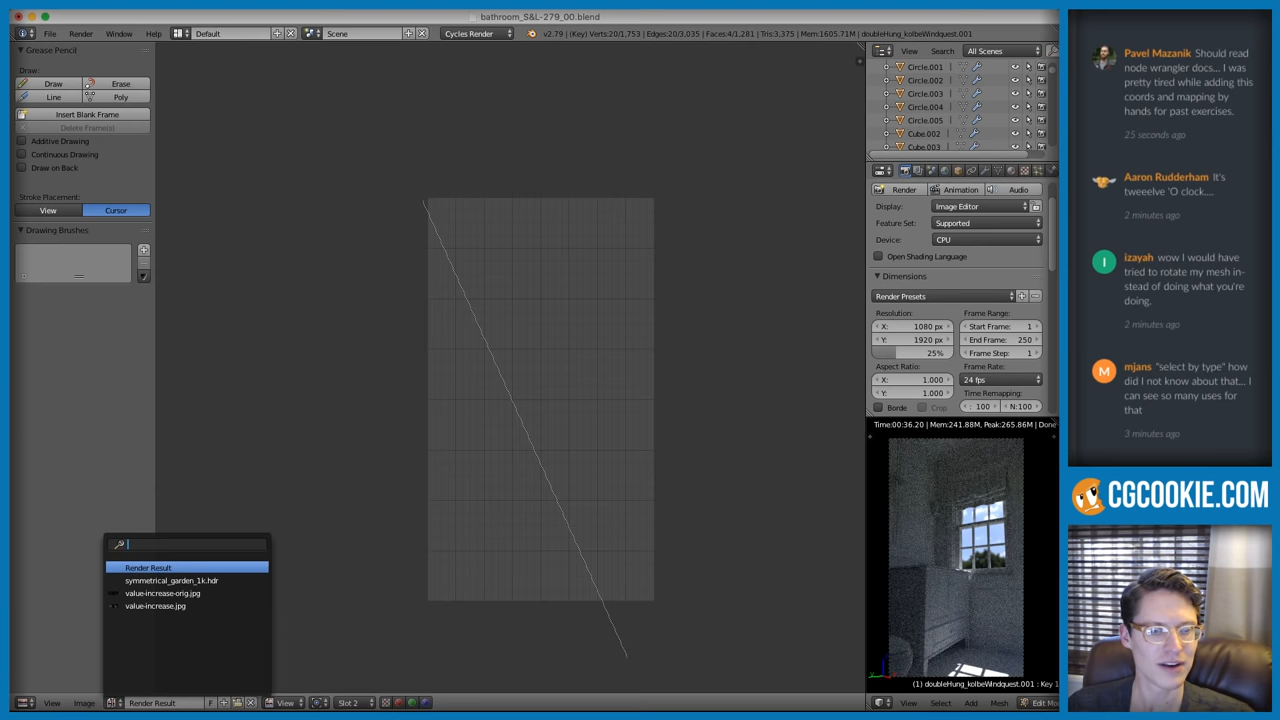 bathroom_S&L-279_00.blend
File Render Window Help Default Scene Cycles Render v2.79 | (Key) Verts:20/1,753 | Edges:20/3,035 | Faces:4/1,281 | Tris:3,375 | Mem:1605.71M | doubleHung_kolbeWindquest.001
Grease Pencil
Draw:
Draw Erase
Line Poly
Insert Blank Frame
Delete Frame(s)
Additive Drawing
Continuous Drawing
Draw on Back
Stroke Placement:
View Cursor
Drawing Brushes
Render Result
symmetrical_garden_1k.hdr
value-increase-orig.jpg
value-increase.jpg
View Image Render Result F View Slot 2
View Search All Scenes
Circle.001
Circle.002
Circle.003
Circle.004
Circle.005
Cube.002
Cube.003
Render Animation Audio
Display: Image Editor
Feature Set: Supported
Device: CPU
Open Shading Language
Dimensions
Render Presets
Resolution: Frame Range:
X: 1080 px Start Frame: 1
Y: 1920 px End Frame: 250
25% Frame Step: 1
Aspect Ratio: Frame Rate:
X: 1.000 24 fps
Y: 1.000 Time Remapping:
Borde Crop : 100 N:100
Time:00:36.20 | Mem:241.88M, Peak:265.86M | Done
(1) doubleHung_kolbeWindquest.001 : Key 1
View Select Add Mesh Edit Mo
Pavel Mazanik Should read
node wrangler docs... I was
pretty tired while adding this
coords and mapping by
hands for past exercises.
25 seconds ago
Aaron Rudderham It's
tweeelve 'O clock....
2 minutes ago
I izayah wow I would have
tried to rotate my mesh in-
stead of doing what you're
doing,
2 minutes ago
M mjans "select by type" how
did I not know about that... I
can see so many uses for
that
3 minutes ago
CGCOOKIE.COM